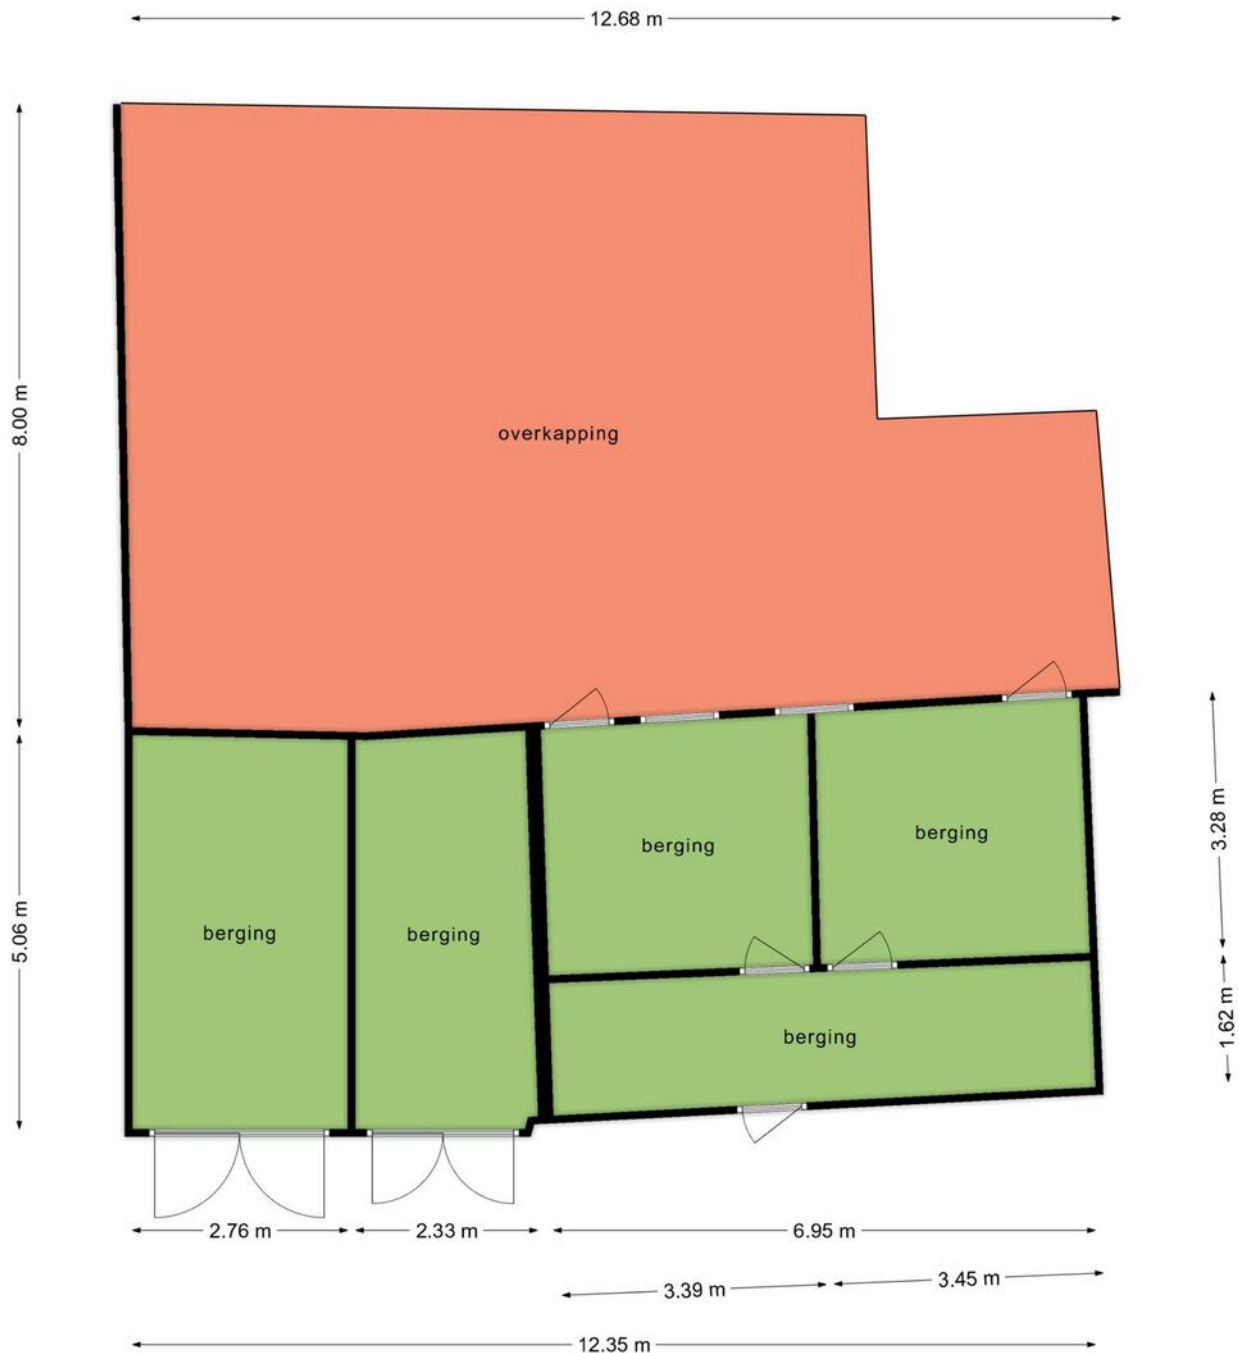 12.68 m
8.00 m
overkapping
3.28 m
berging
berging
berging
berging
5.06 m
1.62 m
berging
2.76 m
2.33 m
6.95 m
3.39 m
3.45 m
12.35 m